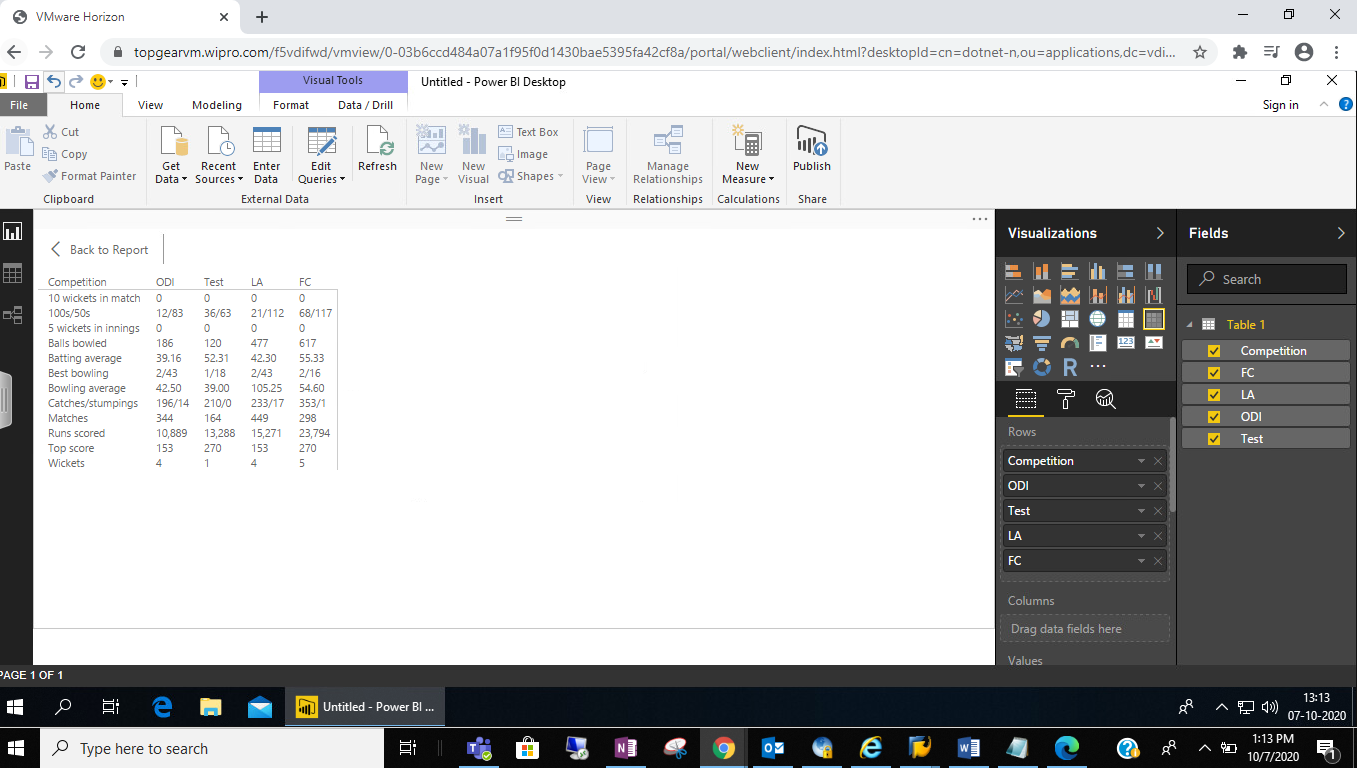 VMware Horizon
topgearvm.wipro.com/f5vdifwd/vmview/0-03b6ccd484a07a1f95f0d1430bae5395fa42cf8a/portal/webclient/index.html?desktopId=cn=dotnet-n,ou=applications,dc=vdi...
Visual Tools
Untitled - Power BI Desktop
File Home View Modeling Format Data / Drill Sign in
Paste
Cut
Copy
Format Painter
Get Data
Recent Sources
Enter Data
Edit Queries
Refresh
New Page
New Visual
Text Box
Image
Shapes
Page View
Manage Relationships
New Measure
Publish
Clipboard External Data Insert View Relationships Calculations Share
Back to Report
Competition ODI Test LA FC
10 wickets in match 0 0 0 0
100s/50s 12/83 36/63 21/112 68/117
5 wickets in innings 0 0 0 0
Balls bowled 186 120 477 617
Batting average 39.16 52.31 42.30 55.33
Best bowling 2/43 1/18 2/43 2/16
Bowling average 42.50 39.00 105.25 54.60
Catches/stumpings 196/14 210/0 233/17 353/1
Matches 344 164 449 298
Runs scored 10,889 13,288 15,271 23,794
Top score 153 270 153 270
Wickets 4 1 4 5
Visualizations
123
R
Rows
Competition
ODI
Test
LA
FC
Columns
Drag data fields here
Values
Fields
Search
Table 1
Competition
FC
LA
ODI
Test
PAGE 1 OF 1
Untitled - Power BI ...
13:13
07-10-2020
Type here to search
1:13 PM
10/7/2020
1